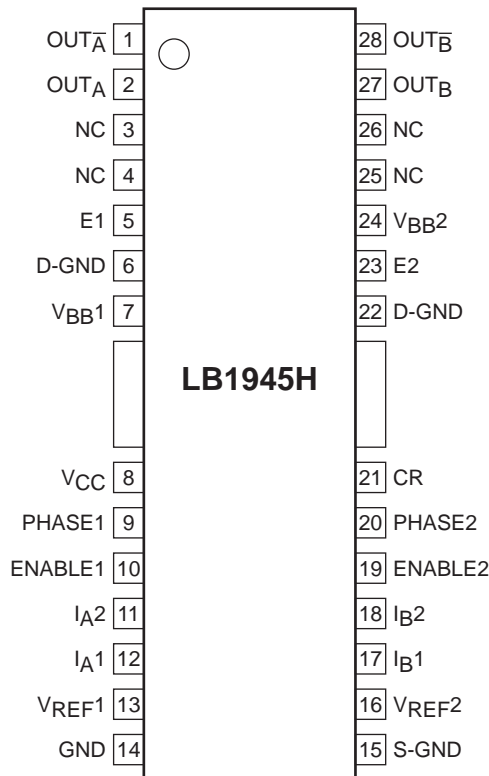 OUTA̅ 1 28 OUTB̅
OUTA 2 27 OUTB
NC 3 26 NC
NC 4 25 NC
E1 5 24 VBB2
D-GND 6 23 E2
VBB1 7 22 D-GND
LB1945H
VCC 8 21 CR
PHASE1 9 20 PHASE2
ENABLE1 10 19 ENABLE2
IA2 11 18 IB2
IA1 12 17 IB1
VREF1 13 16 VREF2
GND 14 15 S-GND